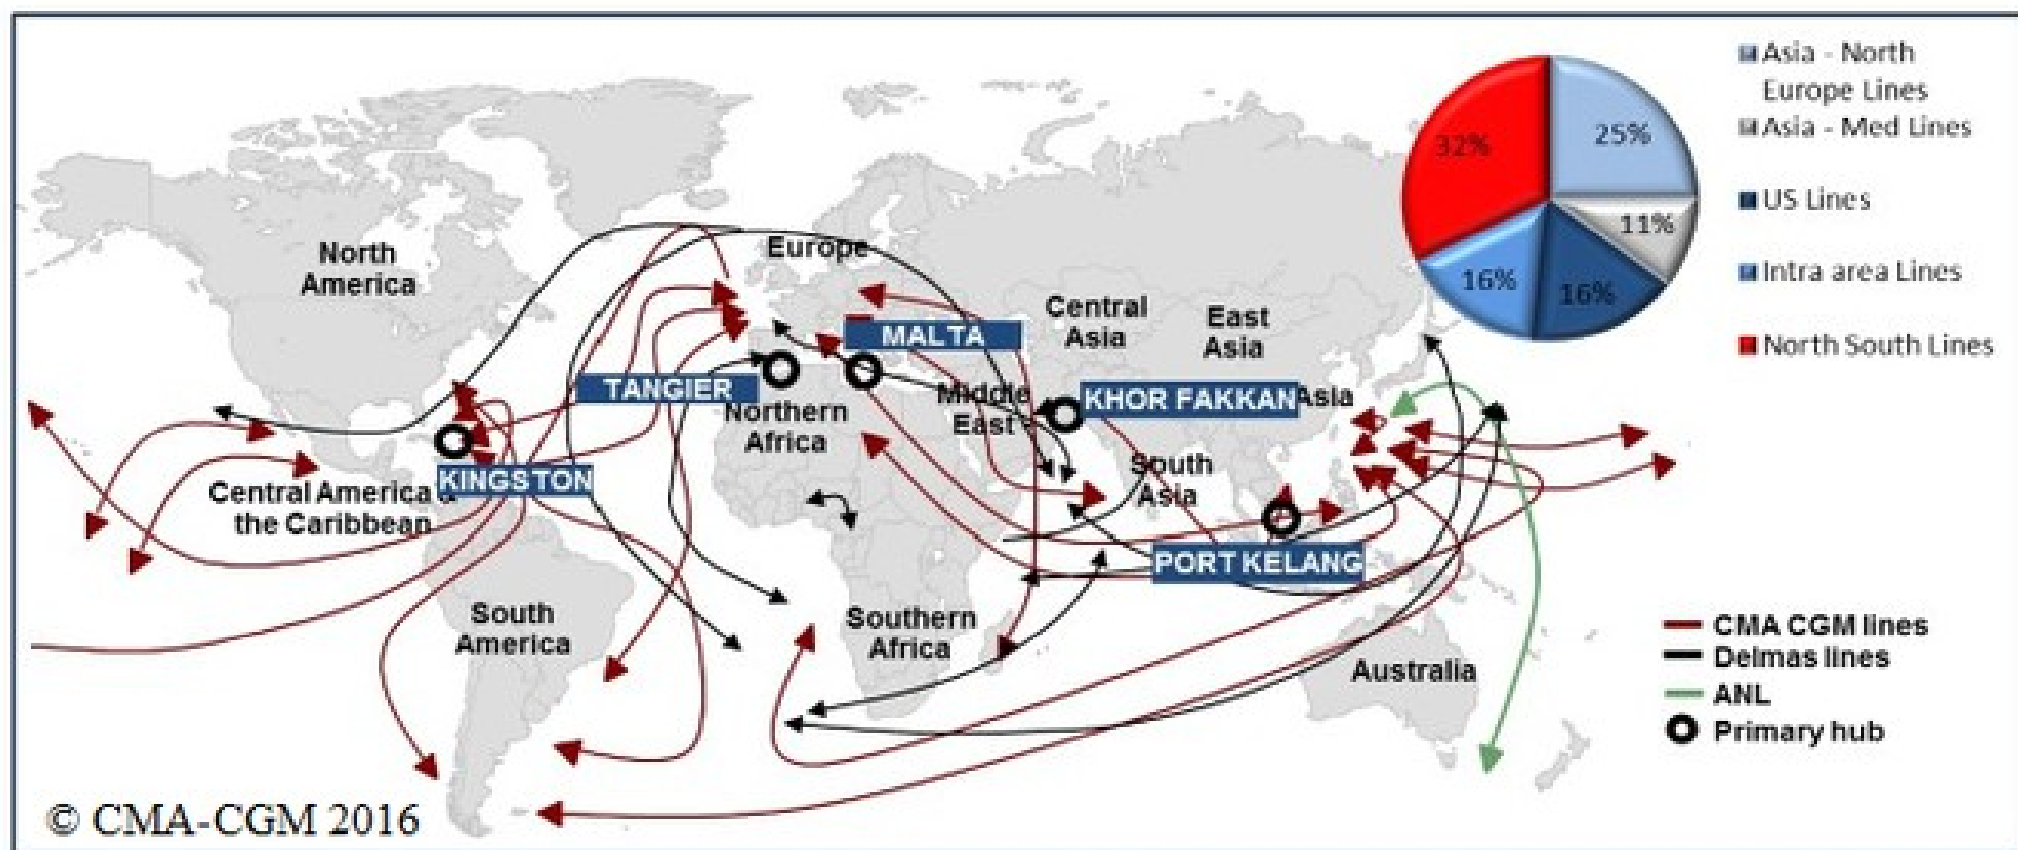 Asia - North
Europe Lines
Asia - Med Lines
US Lines
Intra area Lines
North South Lines
32%
25%
11%
16%
16%
North
America
Europe
Central
Asia
East
Asia
MALTA
TANGIER
Northern
Africa
Middle
East
KHOR FAKKAN
Asia
KINGSTON
Central America &
the Caribbean
South
Asia
PORT KELANG
South
America
Southern
Africa
Australia
CMA CGM lines
Delmas lines
ANL
Primary hub
© CMA-CGM 2016